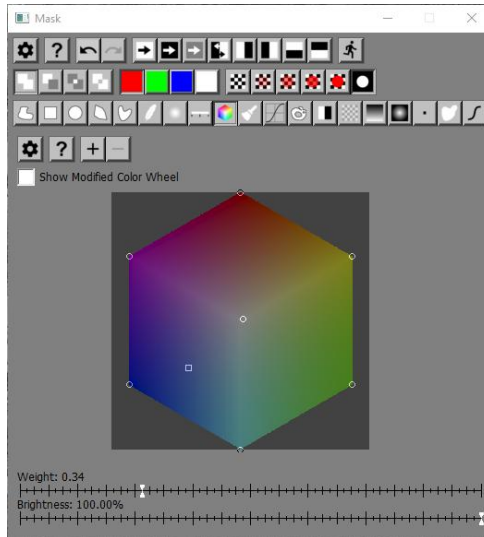 Mask
?
?
Show Modified Color Wheel
Weight: 0.34
Brightness: 100.00%